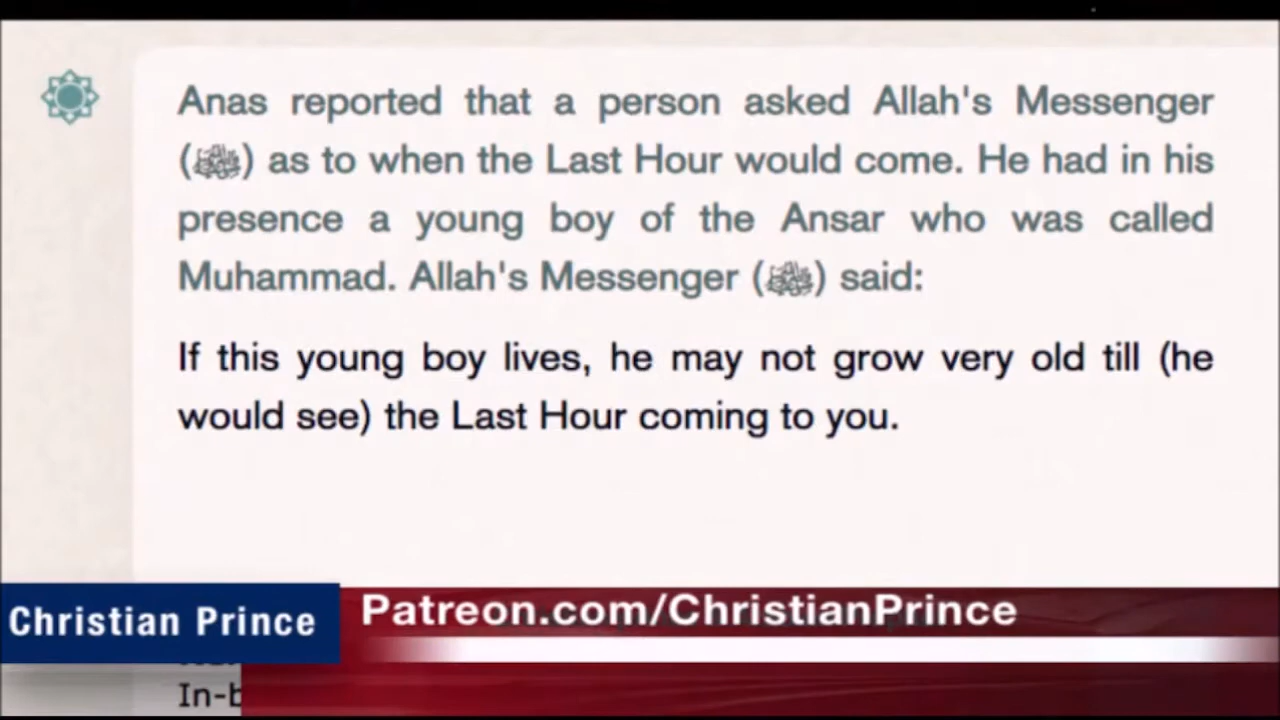 Anas reported that a person asked Allah's Messenger
(ﷺ) as to when the Last Hour would come. He had in his
presence a young boy of the Ansar who was called
Muhammad. Allah's Messenger (ﷺ) said:
If this young boy lives, he may not grow very old till (he
would see) the Last Hour coming to you.
Christian Prince
Patreon.com/ChristianPrince
In-b